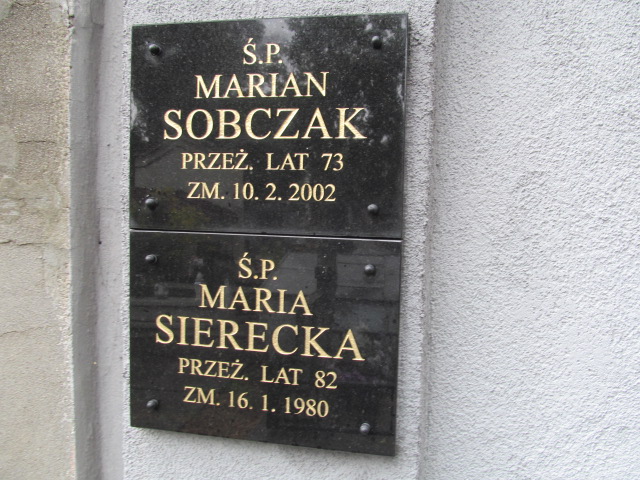 Ś.P.
MARIAN
SOBCZAK
PRZEŻ. LAT 73
ZM. 10. 2. 2002
Ś.P.
MARIA
SIERECKA
PRZEŻ. LAT 82
ZM. 16. 1. 1980